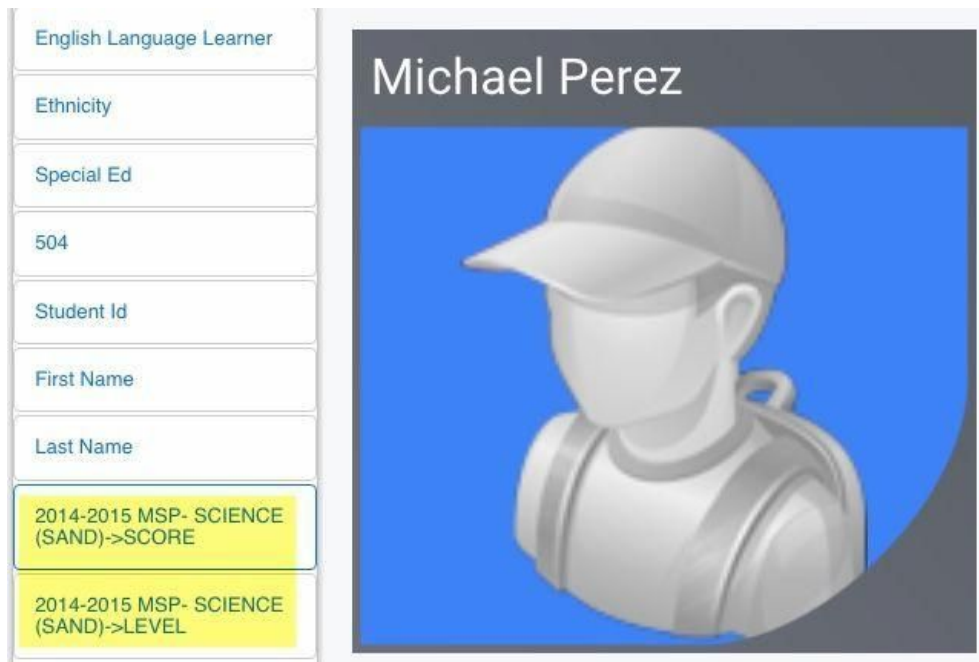 English Language Learner
Ethnicity
Special Ed
504
Student Id
First Name
Last Name
2014-2015 MSP- SCIENCE
(SAND)->SCORE
2014-2015 MSP- SCIENCE
(SAND)->LEVEL
Michael Perez